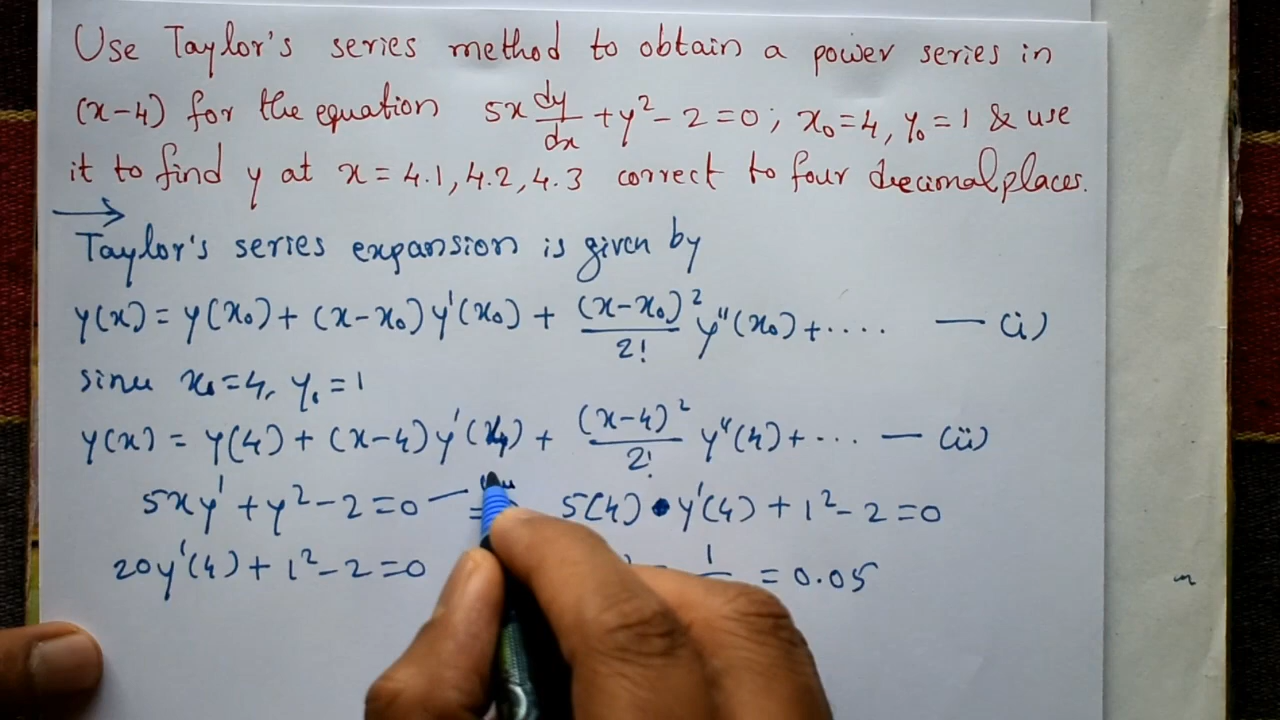 Use Taylor's series method to obtain a power series in
(x-4) for the equation 5x dy/dx + y² - 2 = 0; x₀ = 4, y₀ = 1 & use
it to find y at x = 4.1, 4.2, 4.3 correct to four decimal places.
Taylor's series expansion is given by
y(x) = y(x₀) + (x-x₀) y'(x₀) + (x-x₀)²/2! y''(x₀) + .... — (i)
sinu x₀ = 4, y₀ = 1
y(x) = y(4) + (x-4) y'(4) + (x-4)²/2! y''(4) + ... — (ii)
5xy' + y² - 2 = 0 — 5(4) • y'(4) + 1² - 2 = 0
20y'(4) + 1² - 2 = 0 1 = 0.05